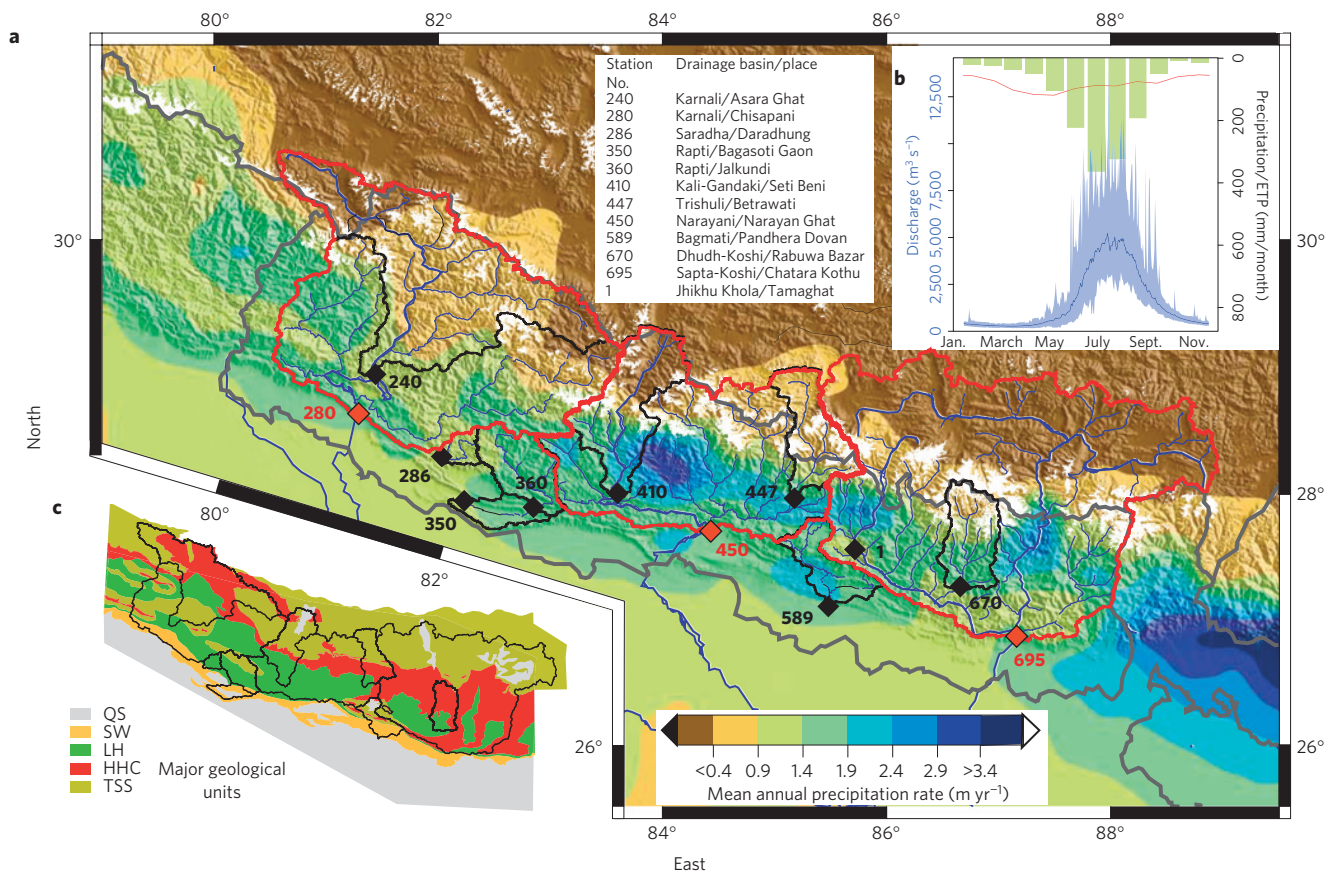 a
80°
82°
84°
86°
88°
30°
28°
26°
30°
28°
26°
84°
86°
88°
North
East
Station No.
Drainage basin/place
240 Karnali/Asara Ghat
280 Karnali/Chisapani
286 Saradha/Daradhung
350 Rapti/Bagasoti Gaon
360 Rapti/Jalkundi
410 Kali-Gandaki/Seti Beni
447 Trishuli/Betrawati
450 Narayani/Narayan Ghat
589 Bagmati/Pandhera Dovan
670 Dhudh-Koshi/Rabuwa Bazar
695 Sapta-Koshi/Chatara Kothu
1 Jhikhu Khola/Tamaghat
240
280
286
350
360
410
447
450
589
1
670
695
<0.4 0.9 1.4 1.9 2.4 2.9 >3.4
Mean annual precipitation rate (m yr⁻¹)
b
Discharge (m³ s⁻¹)
0
2,500
5,000
7,500
12,500
Precipitation/ETP (mm/month)
0
200
400
600
800
Jan. March May July Sept. Nov.
c
80°
82°
QS
SW
LH
HHC
TSS
Major geological
units